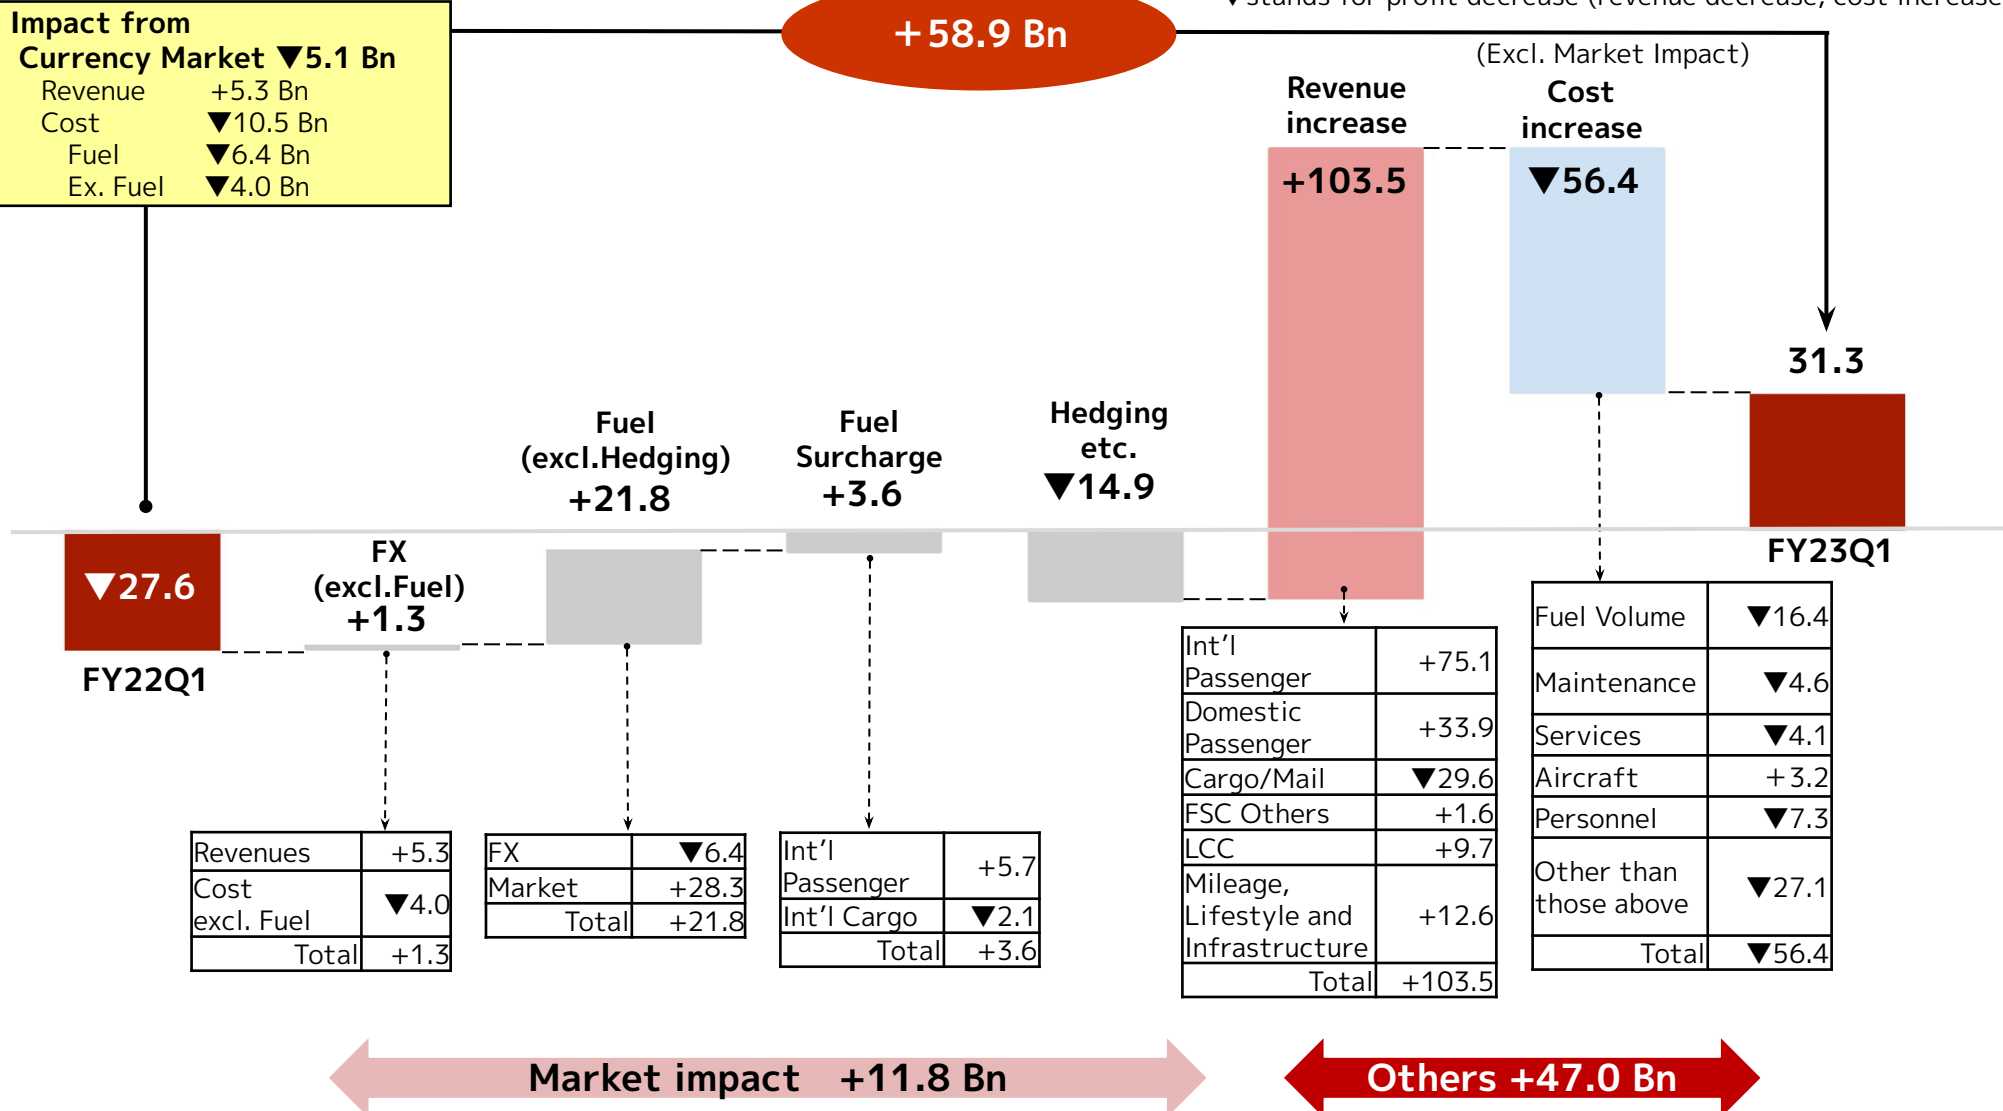 ▼stands for profit decrease (revenue decrease, cost increase
Impact from
Currency Market ▼5.1 Bn
Revenue +5.3 Bn
Cost ▼10.5 Bn
Fuel ▼6.4 Bn
Ex. Fuel ▼4.0 Bn
+58.9 Bn
(Excl. Market Impact)
Revenue
increase
+103.5
Cost
increase
▼56.4
31.3
FY23Q1
▼27.6
FY22Q1
FX
(excl.Fuel)
+1.3
Fuel
(excl.Hedging)
+21.8
Fuel
Surcharge
+3.6
Hedging
etc.
▼14.9
Revenues +5.3
Cost
excl. Fuel ▼4.0
Total +1.3
FX ▼6.4
Market +28.3
Total +21.8
Int’l
Passenger +5.7
Int’l Cargo ▼2.1
Total +3.6
Int’l
Passenger +75.1
Domestic
Passenger +33.9
Cargo/Mail ▼29.6
FSC Others +1.6
LCC +9.7
Mileage,
Lifestyle and +12.6
Infrastructure
Total +103.5
Fuel Volume ▼16.4
Maintenance ▼4.6
Services ▼4.1
Aircraft +3.2
Personnel ▼7.3
Other than
those above ▼27.1
Total ▼56.4
Market impact +11.8 Bn
Others +47.0 Bn